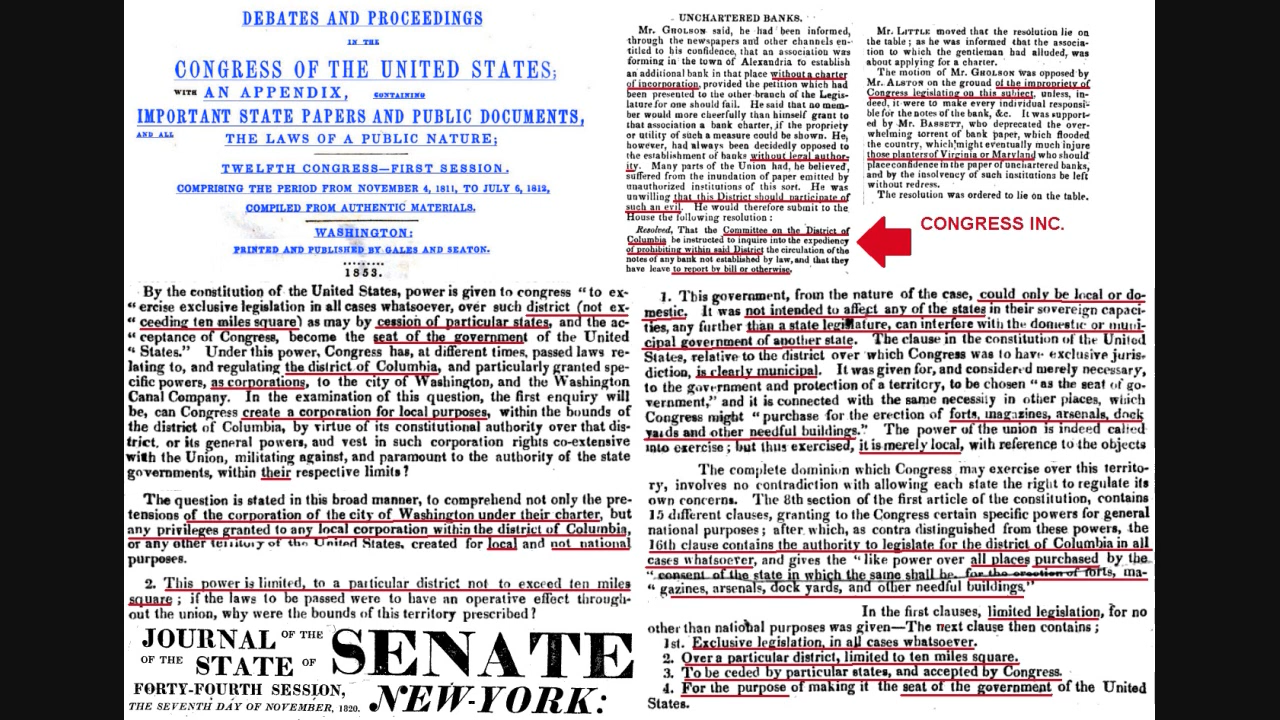 DEBATES AND PROCEEDINGS
IN THE
CONGRESS OF THE UNITED STATES;
WITH AN APPENDIX, CONTAINING
IMPORTANT STATE PAPERS AND PUBLIC DOCUMENTS,
AND ALL THE LAWS OF A PUBLIC NATURE;
TWELFTH CONGRESS—FIRST SESSION.
COMPRISING THE PERIOD FROM NOVEMBER 4, 1811, TO JULY 6, 1812,
COMPILED FROM AUTHENTIC MATERIALS.
WASHINGTON:
PRINTED AND PUBLISHED BY GALES AND SEATON.
1853.
UNCHARTERED BANKS.
Mr. GHOLSON said, he had been informed,
through the newspapers and other channels en-
titled to his confidence, that an association was
forming in the town of Alexandria to establish
an additional bank in that place without a charter
of incorporation, provided the petition which had
been presented to the other branch of the Legis-
lature for one should fail. He said that no mem-
ber would more cheerfully than himself grant to
that association a bank charter, if the propriety
or utility of such a measure could be shown. He,
however, had always been decidedly opposed to
the establishment of banks without legal author-
ity. Many parts of the Union had, he believed,
suffered from the inundation of paper emitted by
unauthorized institutions of this sort. He was
unwilling that this District should participate of
such an evil. He would therefore submit to the
House the following resolution:
Resolved, That the Committee on the District of
Columbia be instructed to inquire into the expediency
of prohibiting within said District the circulation of the
notes of any bank not established by law, and that they
have leave to report by bill or otherwise.
Mr. LITTLE moved that the resolution lie on
the table; as he was informed that the associa-
tion to which the gentleman had alluded, was
about applying for a charter.
The motion of Mr. GHOLSON was opposed by
Mr. ALSTON on the ground of the impropriety of
Congress legislating on this subject, unless, in-
deed, it were to make every individual responsi-
ble for the notes of the bank, &c. It was support-
ed by Mr. BASSETT, who deprecated the over-
whelming torrent of bank paper, which flooded
the country, which might eventually much injure
those planters of Virginia or Maryland who should
place confidence in the paper of unchartered banks,
and by the insolvency of such institutions be left
without redress.
The resolution was ordered to lie on the table.
CONGRESS INC.
By the constitution of the United States, power is given to congress "to ex-
"ercise exclusive legislation in all cases whatsoever, over such district (not ex-
"ceeding ten miles square) as may by cession of particular states, and the ac-
"ceptance of Congress, become the seat of the government of the United
"States." Under this power, Congress has, at different times, passed laws re-
lating to, and regulating the district of Columbia, and particularly granted spe-
cific powers, as corporations, to the city of Washington, and the Washington
Canal Company. In the examination of this question, the first enquiry will
be, can Congress create a corporation for local purposes, within the bounds of
the district of Columbia, by virtue of its constitutional authority over that dis-
trict, or its general powers, and vest in such corporation rights co-extensive
with the Union, militating against, and paramount to the authority of the state
governments, within their respective limits?
The question is stated in this broad manner, to comprehend not only the pre-
tensions of the corporation of the city of Washington under their charter, but
any privileges granted to any local corporation within the district of Columbia,
or any other territory of the United States, created for local and not national
purposes.
2. This power is limited, to a particular district not to exceed ten miles
square; if the laws to be passed were to have an operative effect through-
out the union, why were the bounds of this territory prescribed?
JOURNAL OF THE SENATE
OF THE STATE OF NEW-YORK:
FORTY-FOURTH SESSION,
THE SEVENTH DAY OF NOVEMBER, 1820.
1. This government, from the nature of the case, could only be local or do-
mestic. It was not intended to affect any of the states in their sovereign capaci-
ties, any further than a state legislature, can interfere with the domestic or muni-
cipal government of another state. The clause in the constitution of the United
States, relative to the district over which Congress was to have exclusive juris-
diction, is clearly municipal. It was given for, and considered merely necessary,
to the government and protection of a territory, to be chosen "as the seat of go-
vernment," and it is connected with the same necessity in other places, which
Congress might "purchase for the erection of forts, magazines, arsenals, dock
yards and other needful buildings." The power of the union is indeed called
into exercise; but thus exercised, it is merely local, with reference to the objects
The complete dominion which Congress may exercise over this territo-
ry, involves no contradiction with allowing each state the right to regulate its
own concerns. The 8th section of the first article of the constitution, contains
15 different clauses, granting to the Congress certain specific powers for general
national purposes; after which, as contra distinguished from these powers, the
16th clause contains the authority to legislate for the district of Columbia in all
cases whatsoever, and gives the "like power over all places purchased by the
"consent of the state in which the same shall be, for the erection of forts, ma-
"gazines, arsenals, dock yards, and other needful buildings."
In the first clauses, limited legislation, for no
other than national purposes was given—The next clause then contains;
1st. Exclusive legislation, in all cases whatsoever.
2. Over a particular district, limited to ten miles square.
3. To be ceded by particular states, and accepted by Congress.
4. For the purpose of making it the seat of the government of the United
States.